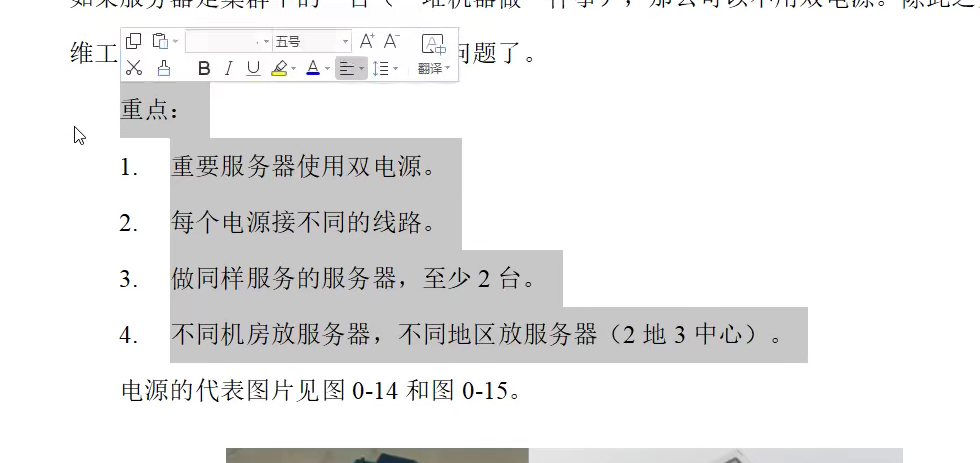 如果服务器是集群中的一台（一堆机器做一件事），那么可以不用双电源。除此之
五号 A+ A-
维工 问题了。
B I U A 翻译
重点：
1. 重要服务器使用双电源。
2. 每个电源接不同的线路。
3. 做同样服务的服务器，至少 2 台。
4. 不同机房放服务器，不同地区放服务器（2 地 3 中心）。
电源的代表图片见图 0-14 和图 0-15。